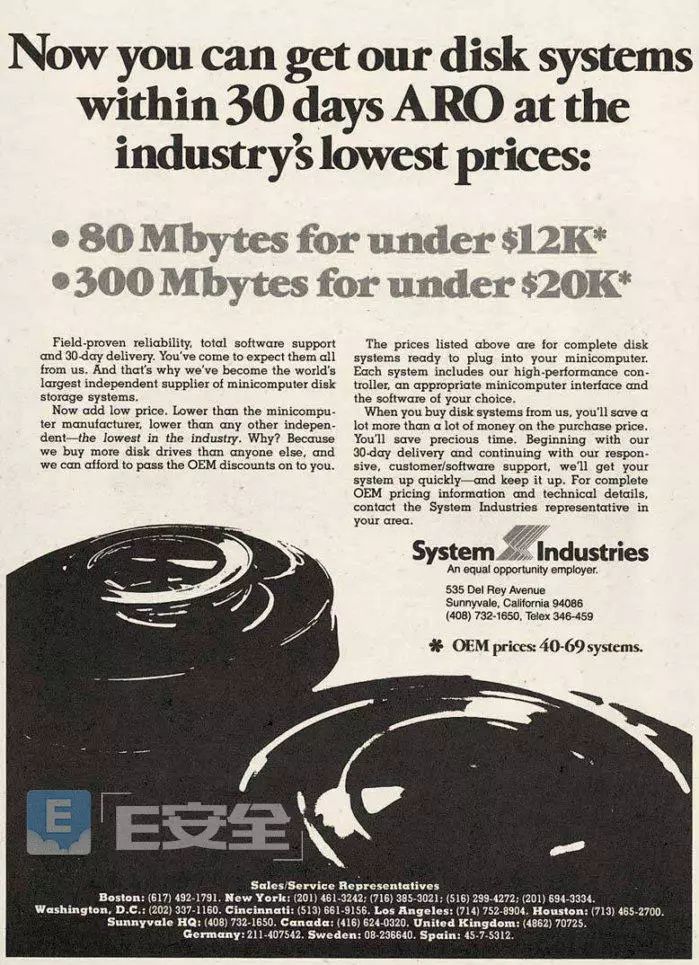 Now you can get our disk systems
within 30 days ARO at the
industry's lowest prices:
• 80 Mbytes for under $12K*
• 300 Mbytes for under $20K*
Field-proven reliability, total software support
and 30-day delivery. You've come to expect them all
from us. And that's why we've become the world's
largest independent supplier of minicomputer disk
storage systems.
Now add low price. Lower than the minicompu-
ter manufacturer, lower than any other indepen-
dent—the lowest in the industry. Why? Because
we buy more disk drives than anyone else, and
we can afford to pass the OEM discounts on to you.
The prices listed above are for complete disk
systems ready to plug into your minicomputer.
Each system includes our high-performance con-
troller, an appropriate minicomputer interface and
the software of your choice.
When you buy disk systems from us, you'll save a
lot more than a lot of money on the purchase price.
You'll save precious time. Beginning with our
30-day delivery and continuing with our respon-
sive, customer/software support, we'll get your
system up quickly—and keep it up. For complete
OEM pricing information and technical details,
contact the System Industries representative in
your area.
System Industries
An equal opportunity employer.
535 Del Rey Avenue
Sunnyvale, California 94086
(408) 732-1650, Telex 346-459
* OEM prices: 40-69 systems.
E E安全
Sales/Service Representatives
Boston: (617) 492-1791. New York: (201) 461-3242; (716) 385-3021; (516) 299-4272; (201) 694-3334.
Washington, D.C.: (202) 337-1160. Cincinnati: (513) 661-9156. Los Angeles: (714) 752-8904. Houston: (713) 465-2700.
Sunnyvale HQ: (408) 732-1650. Canada: (416) 624-0320. United Kingdom: (4862) 70725.
Germany: 211-407542. Sweden: 08-236640. Spain: 45-7-5312.